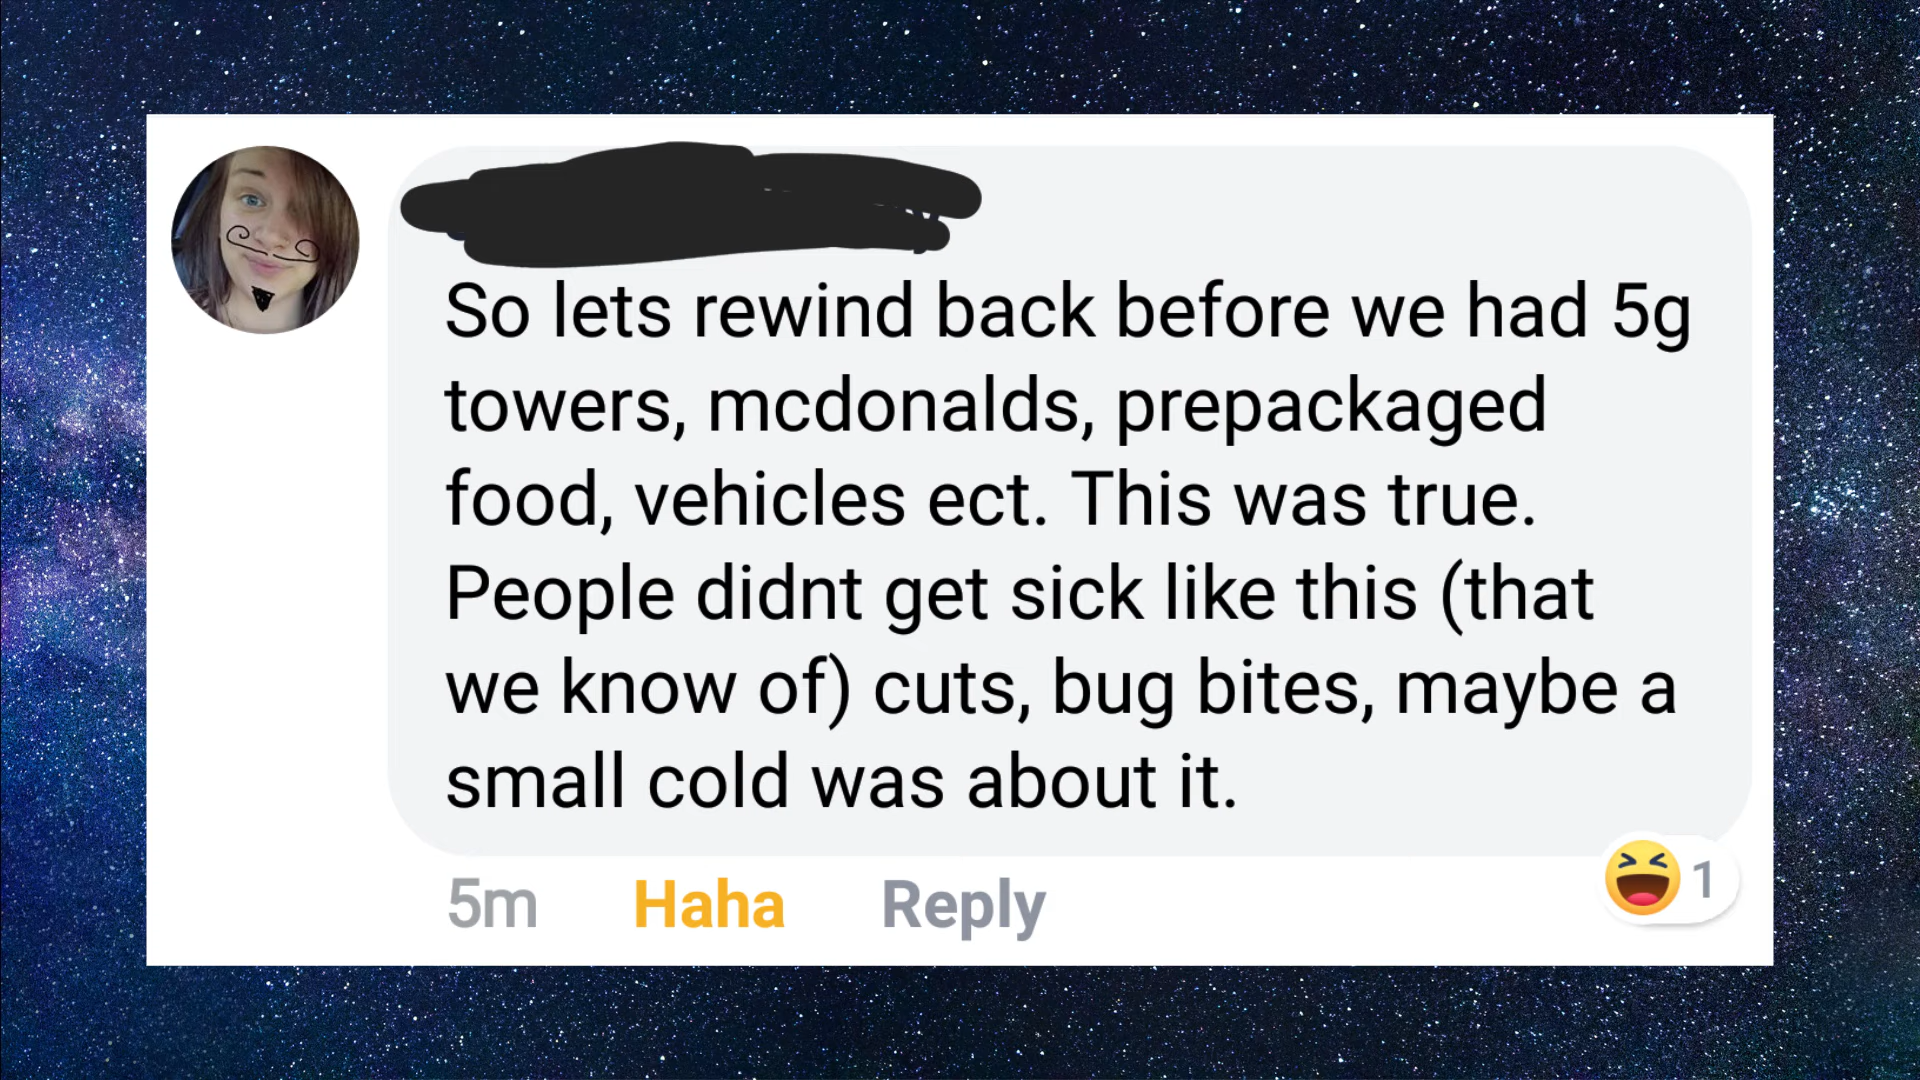 So lets rewind back before we had 5g
towers, mcdonalds, prepackaged
food, vehicles ect. This was true.
People didnt get sick like this (that
we know of) cuts, bug bites, maybe a
small cold was about it.
5m Haha Reply
1